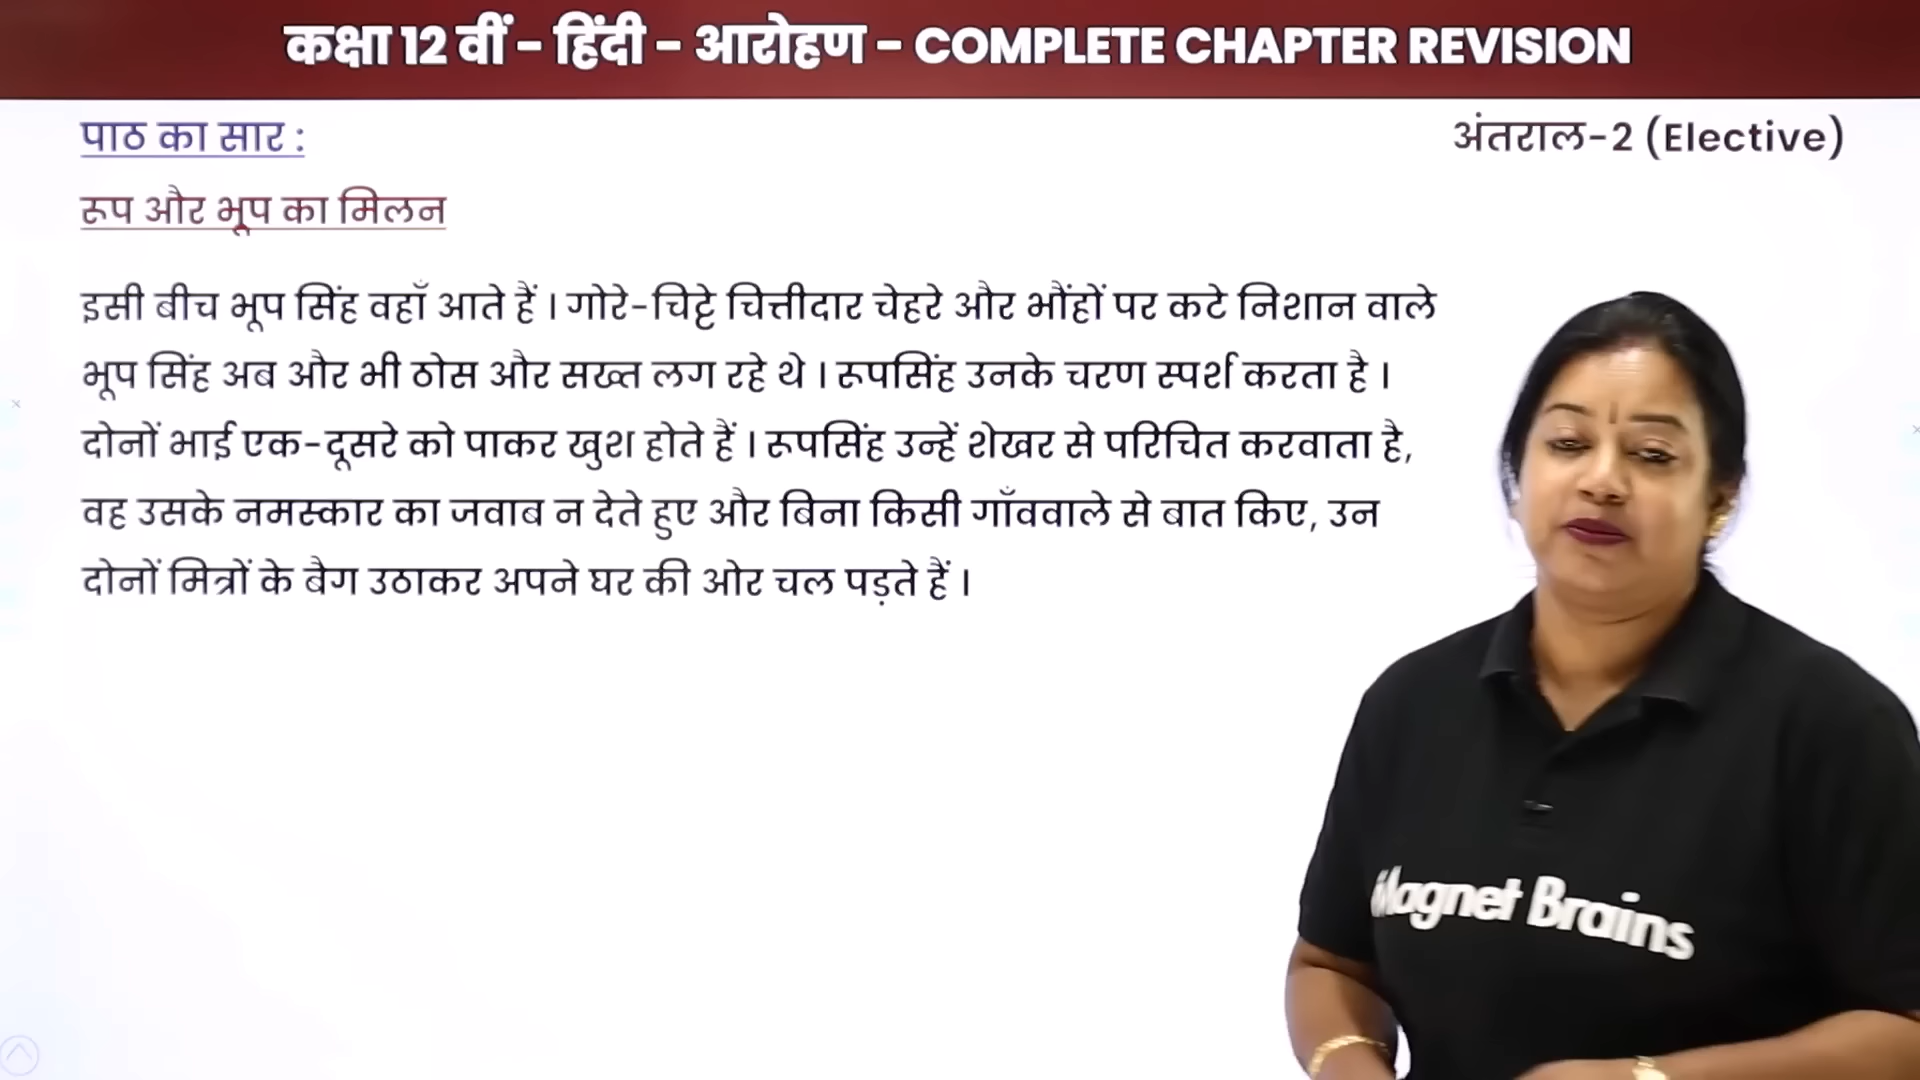 कक्षा 12 वीं - हिंदी - आरोहण - COMPLETE CHAPTER REVISION
पाठ का सार :
अंतराल-2 (Elective)
रूप और भूप का मिलन
इसी बीच भूप सिंह वहाँ आते हैं । गोरे-चिट्टे चित्तीदार चेहरे और भौंहों पर कटे निशान वाले
भूप सिंह अब और भी ठोस और सख्त लग रहे थे । रूपसिंह उनके चरण स्पर्श करता है ।
दोनों भाई एक-दूसरे को पाकर खुश होते हैं । रूपसिंह उन्हें शेखर से परिचित करवाता है,
वह उसके नमस्कार का जवाब न देते हुए और बिना किसी गाँववाले से बात किए, उन
दोनों मित्रों के बैग उठाकर अपने घर की ओर चल पड़ते हैं ।
Magnet Brains